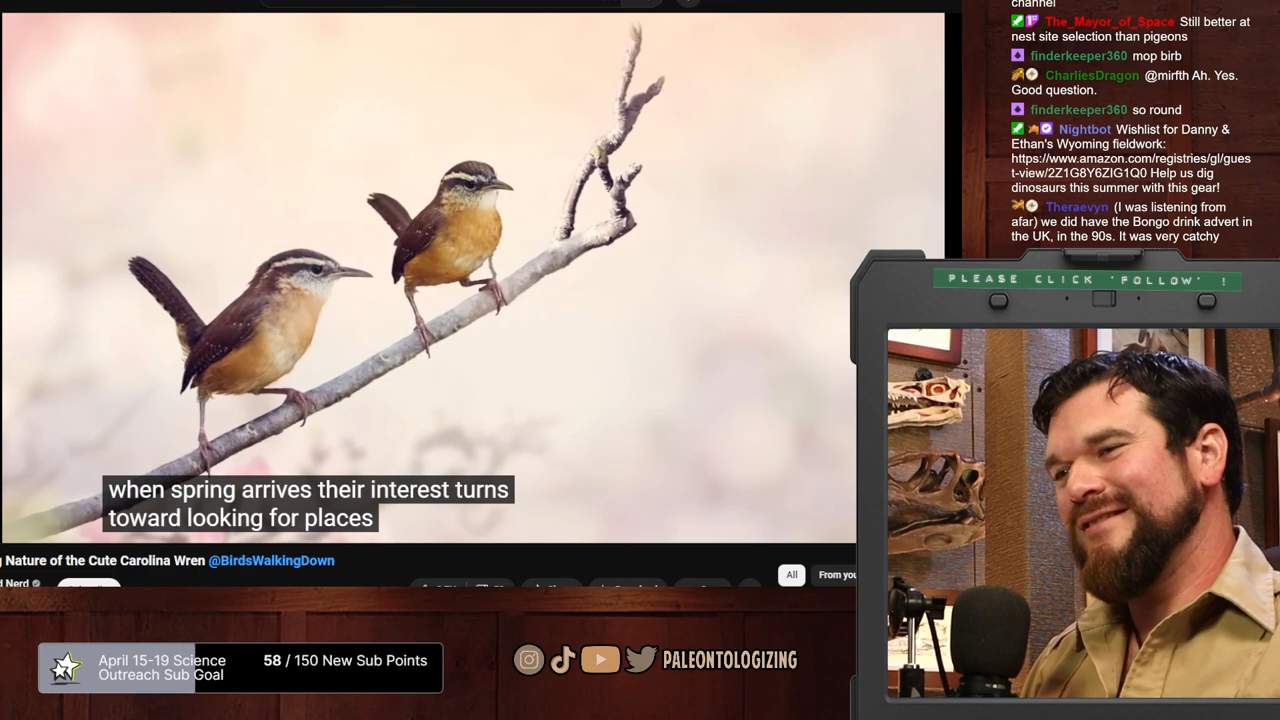 channel
The_Mayor_of_Space Still better at
nest site selection than pigeons
finderkeeper360 mop birb
CharliesDragon @mirfth Ah. Yes.
Good question.
finderkeeper360 so round
Nightbot Wishlist for Danny &
Ethan's Wyoming fieldwork:
https://www.amazon.com/registries/gl/gues
t-view/2Z1G8Y6ZIG1Q0 Help us dig
dinosaurs this summer with this gear!
Theraevyn (I was listening from
afar) we did have the Bongo drink advert in
the UK, in the 90s. It was very catchy
PLEASE CLICK "FOLLOW" !
when spring arrives their interest turns
toward looking for places
Nature of the Cute Carolina Wren @BirdsWalkingDown
Nerd
All
From you
April 15-19 Science
Outreach Sub Goal
58 / 150 New Sub Points
PALEONTOLOGIZING